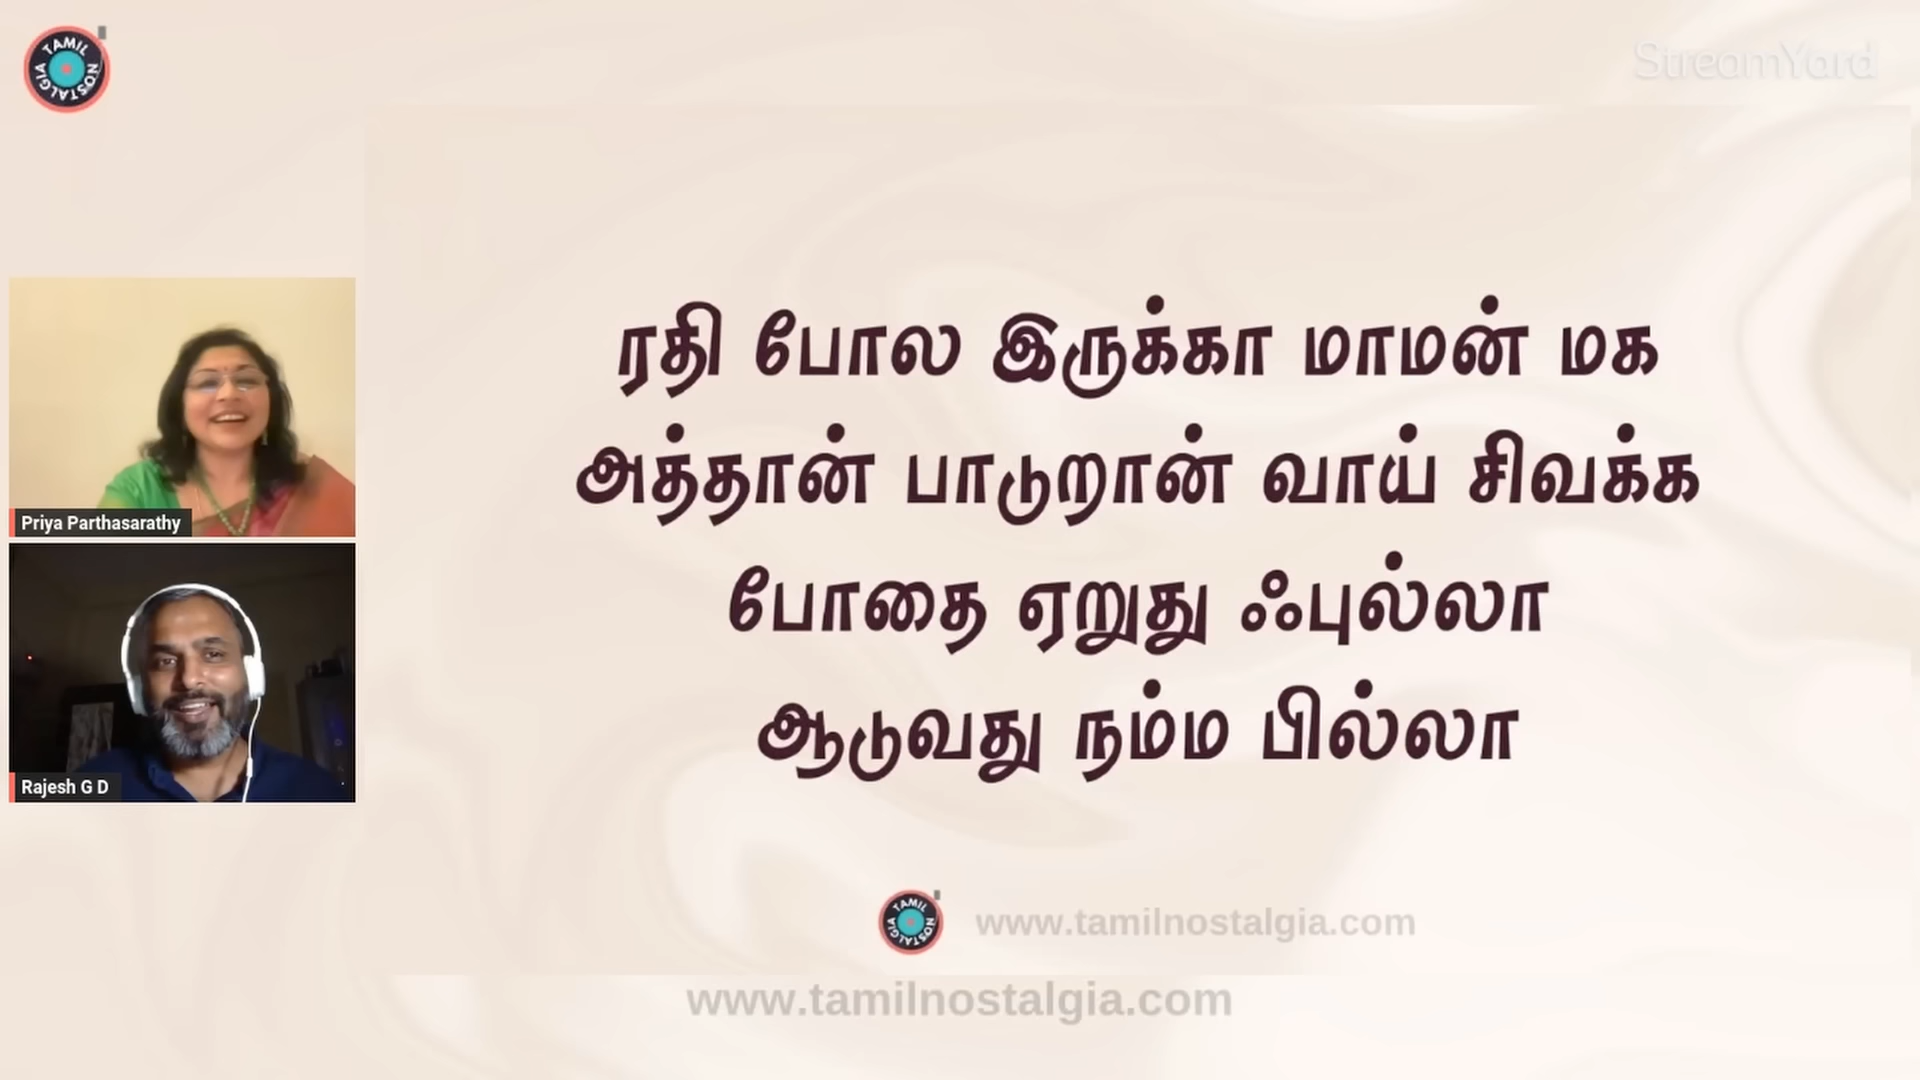 TAMIL NOSTALGIA
StreamYard
ரதி போல இருக்கா மாமன் மக
அத்தான் பாடுறான் வாய் சிவக்க
போதை ஏறுது ஃபுல்லா
ஆடுவது நம்ம பில்லா
Priya Parthasarathy
Rajesh G D
TAMIL NOSTALGIA
www.tamilnostalgia.com
www.tamilnostalgia.com